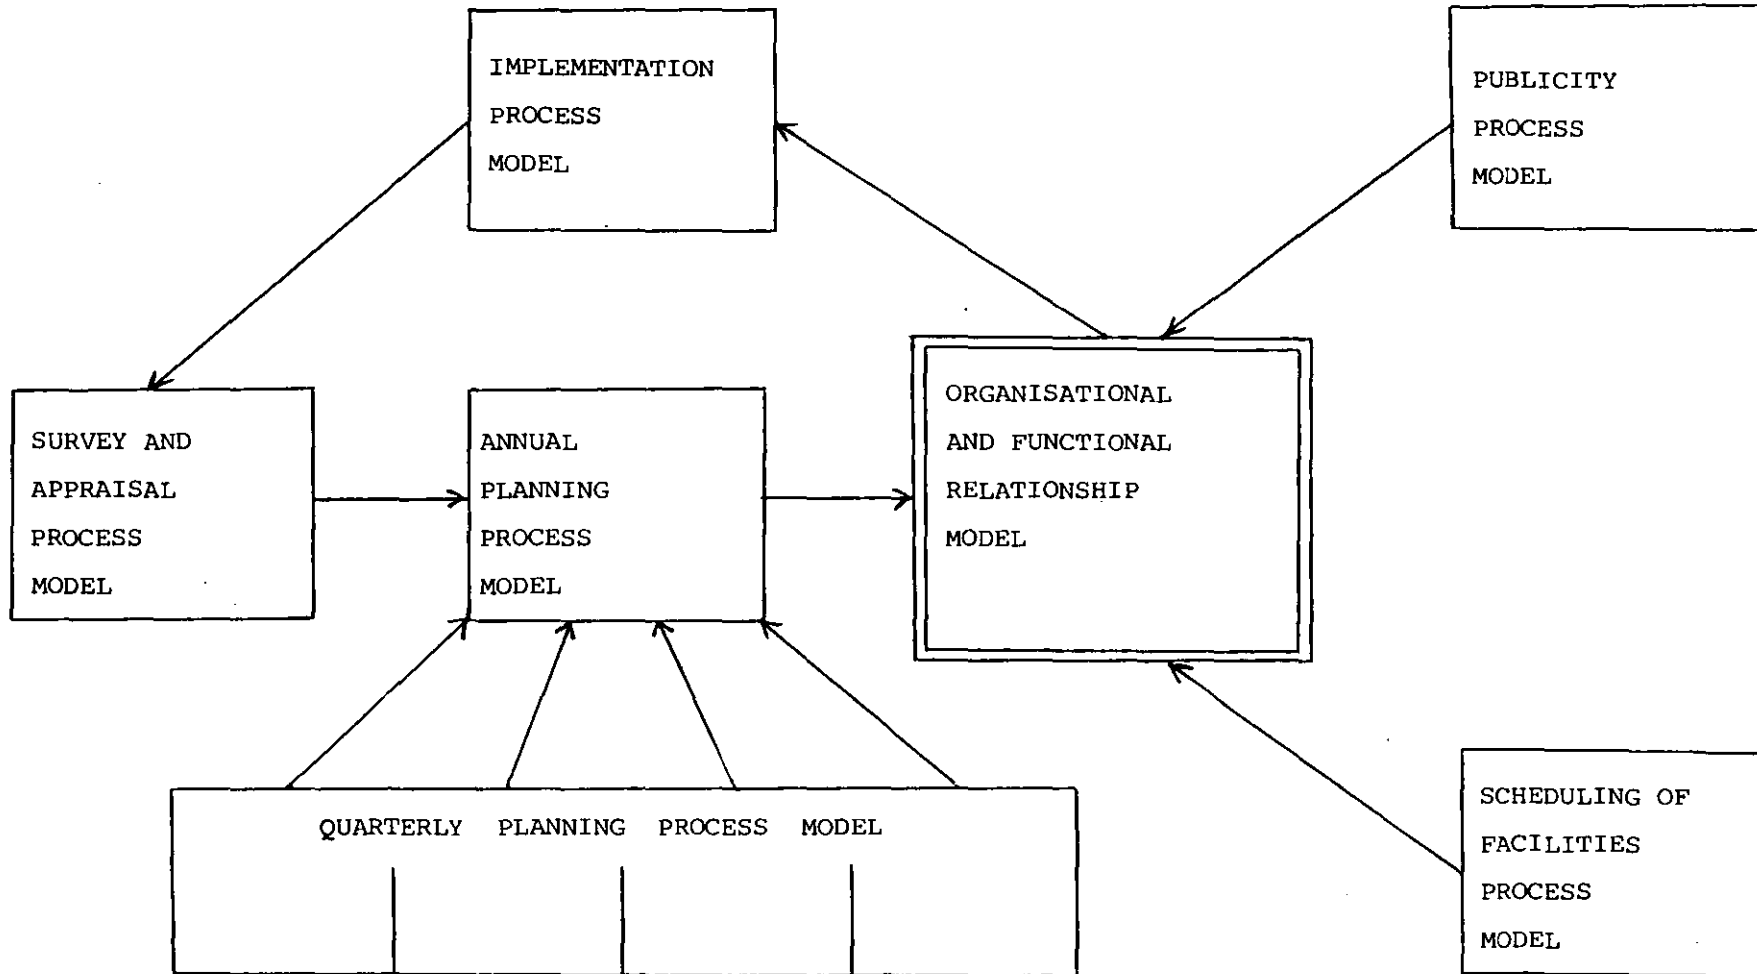 IMPLEMENTATION
PROCESS
MODEL
PUBLICITY
PROCESS
MODEL
SURVEY AND
APPRAISAL
PROCESS
MODEL
ANNUAL
PLANNING
PROCESS
MODEL
ORGANISATIONAL
AND FUNCTIONAL
RELATIONSHIP
MODEL
QUARTERLY PLANNING PROCESS MODEL
SCHEDULING OF
FACILITIES
PROCESS
MODEL